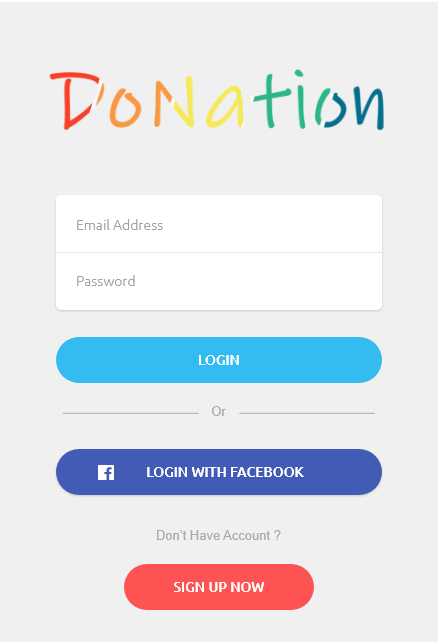 DoNation
Email Address
Password
LOGIN
Or
LOGIN WITH FACEBOOK
Don't Have Account ?
SIGN UP NOW